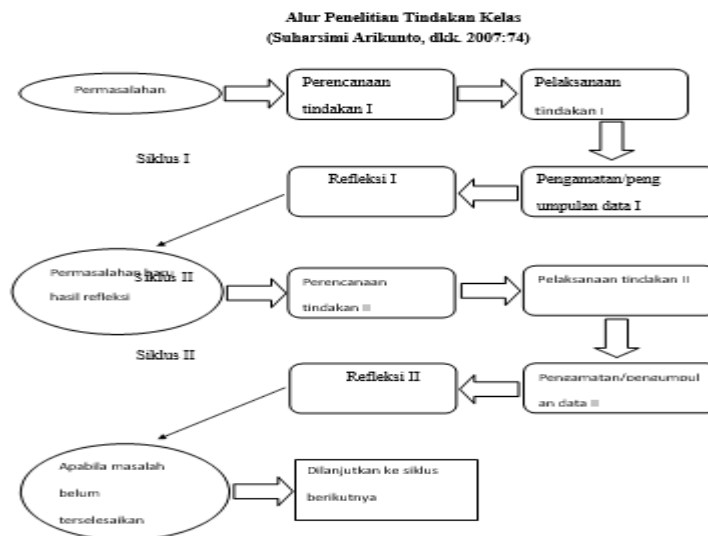 Alur Penelitian Tindakan Kelas
(Suharsimi Arikunto, dkk. 2007:74)
Permasalahan
Perencanaan
tindakan I
Pelaksanaan
tindakan I
Siklus I
Refleksi I
Pengamatan/peng
umpulan data I
Permasalahan baru
hasil refleksi
Siklus II
Perencanaan
tindakan II
Pelaksanaan tindakan II
Siklus II
Refleksi II
Pengamatan/pengumpul
an data II
Apabila masalah
belum
terselesaikan
Dilanjutkan ke siklus
berikutnya